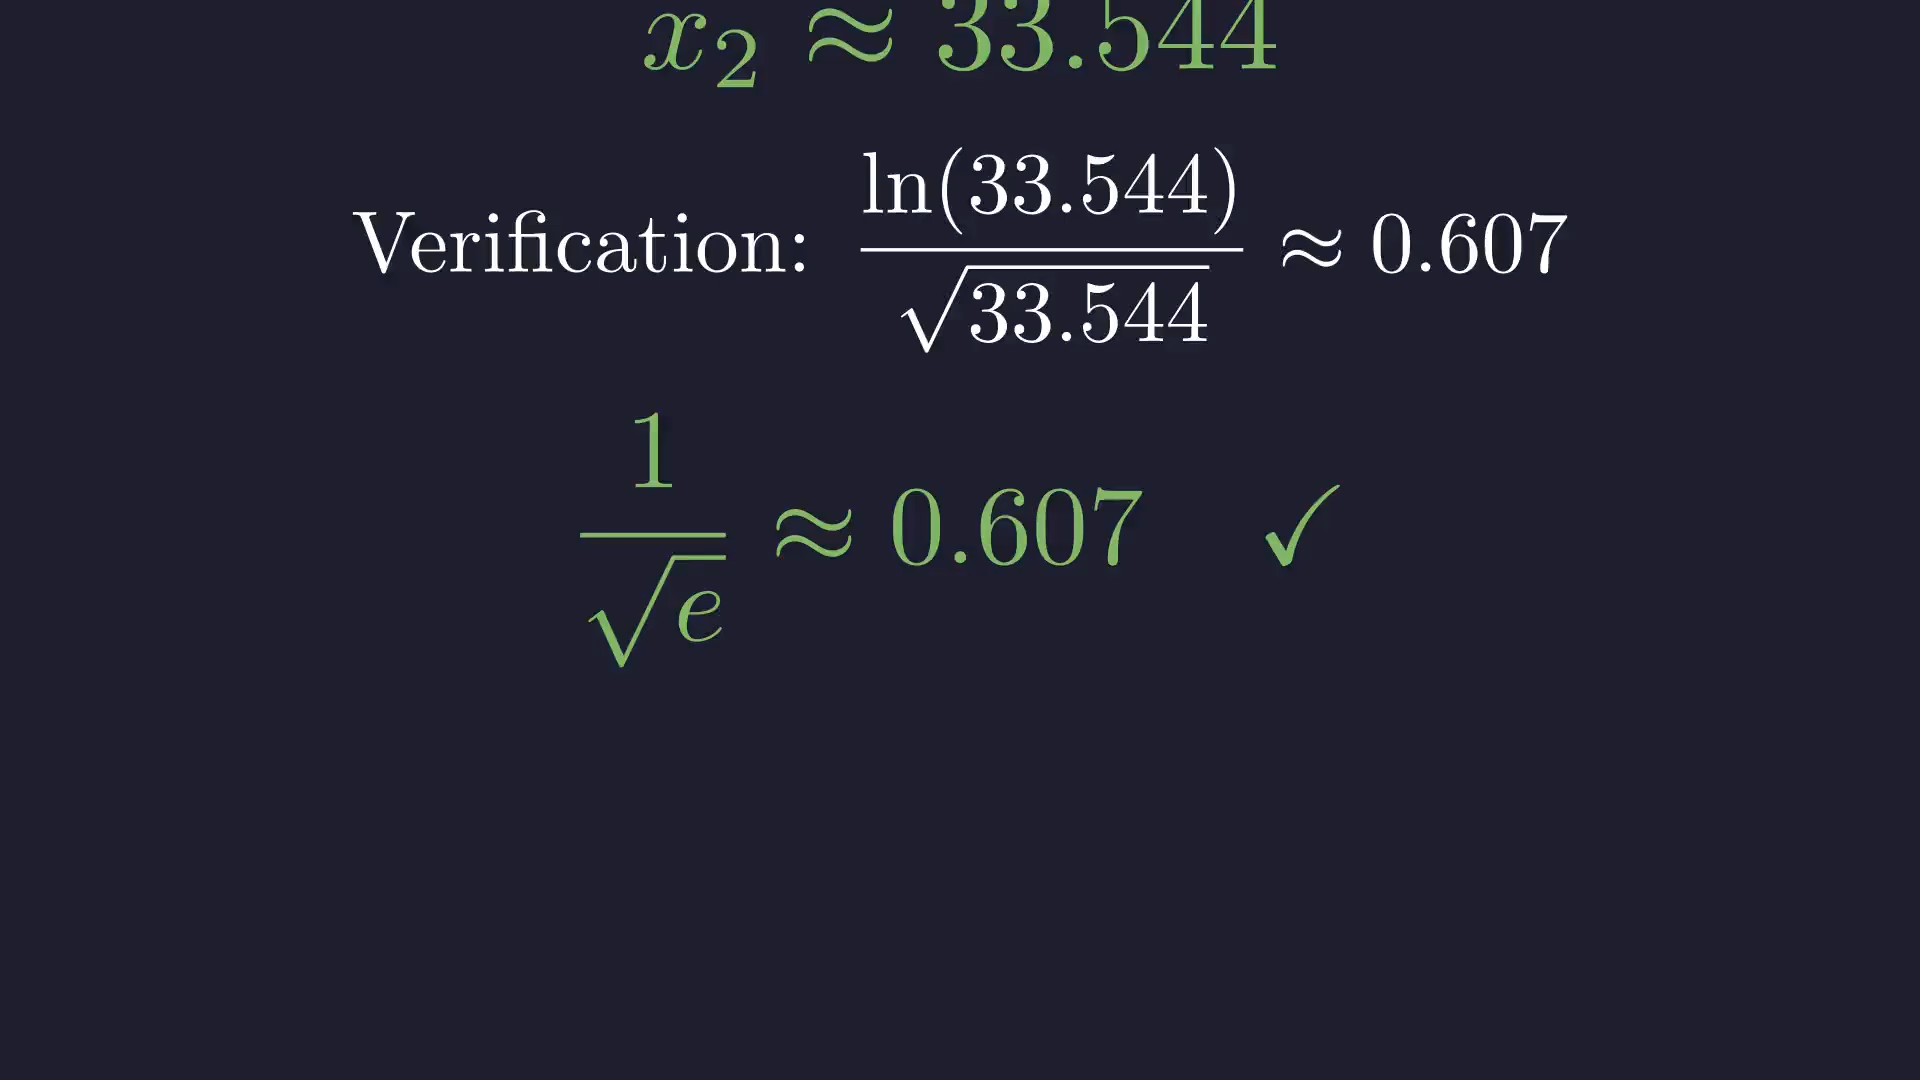 x₂ ≈ 33.544
Verification: ln(33.544)/√33.544 ≈ 0.607
1/√e ≈ 0.607 ✓